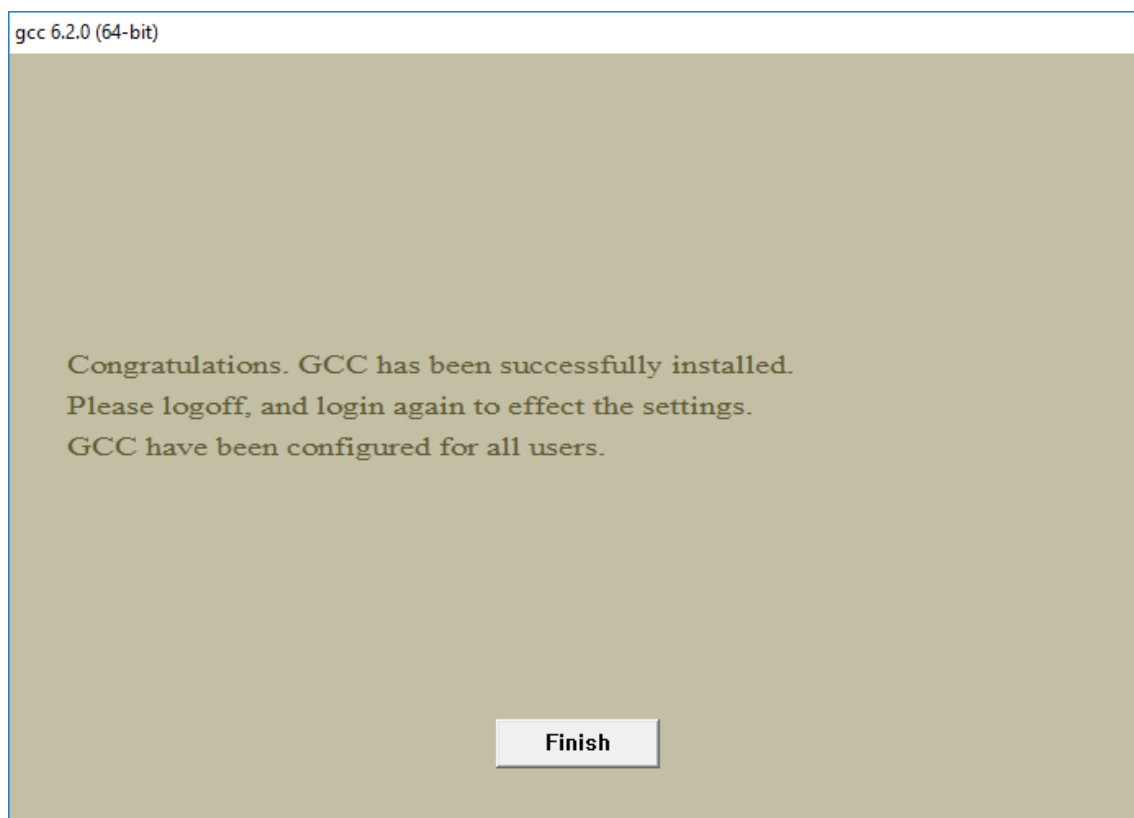 gcc 6.2.0 (64-bit)
Congratulations. GCC has been successfully installed.
Please logoff, and login again to effect the settings.
GCC have been configured for all users.
Finish